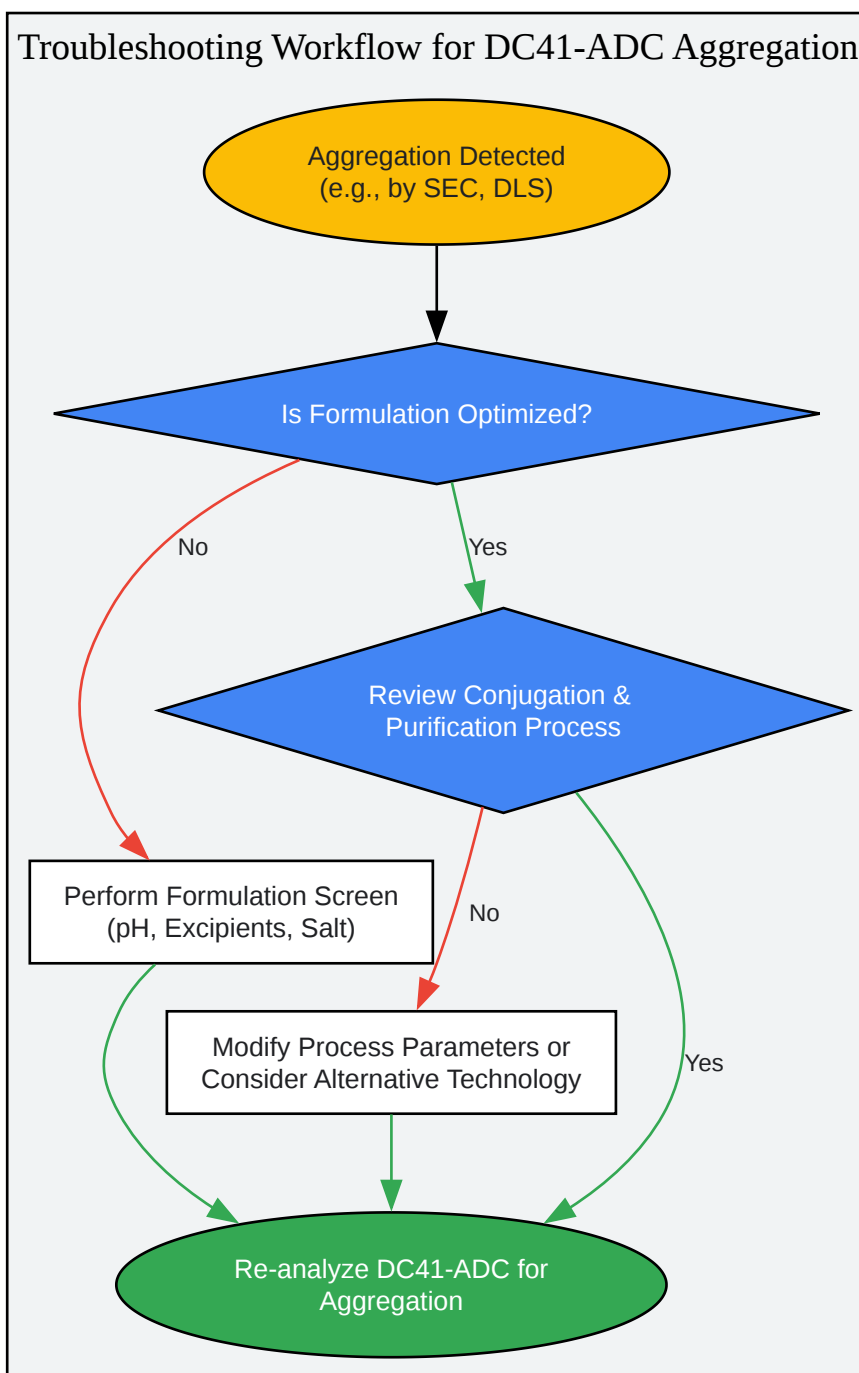 Troubleshooting Workflow for DC41-ADC Aggregation
Aggregation Detected
(e.g., by SEC, DLS)
Is Formulation Optimized?
No
Yes
Review Conjugation &
Purification Process
Perform Formulation Screen
(pH, Excipients, Salt)
No
Modify Process Parameters or
Consider Alternative Technology
Yes
Re-analyze DC41-ADC for
Aggregation